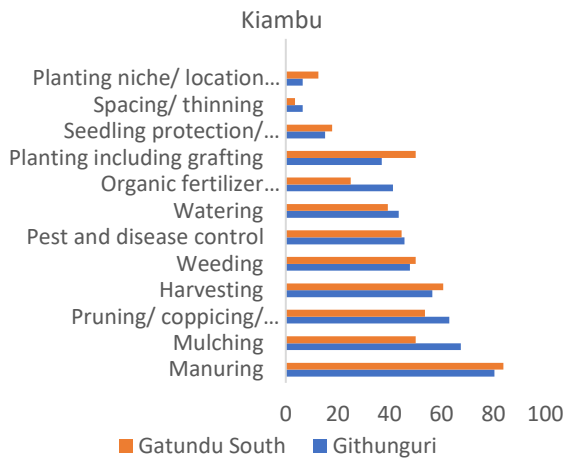 Kiambu
Planting niche/ location...
Spacing/ thinning
Seedling protection/...
Planting including grafting
Organic fertilizer...
Watering
Pest and disease control
Weeding
Harvesting
Pruning/ coppicing/...
Mulching
Manuring
0 20 40 60 80 100
Gatundu South Githunguri